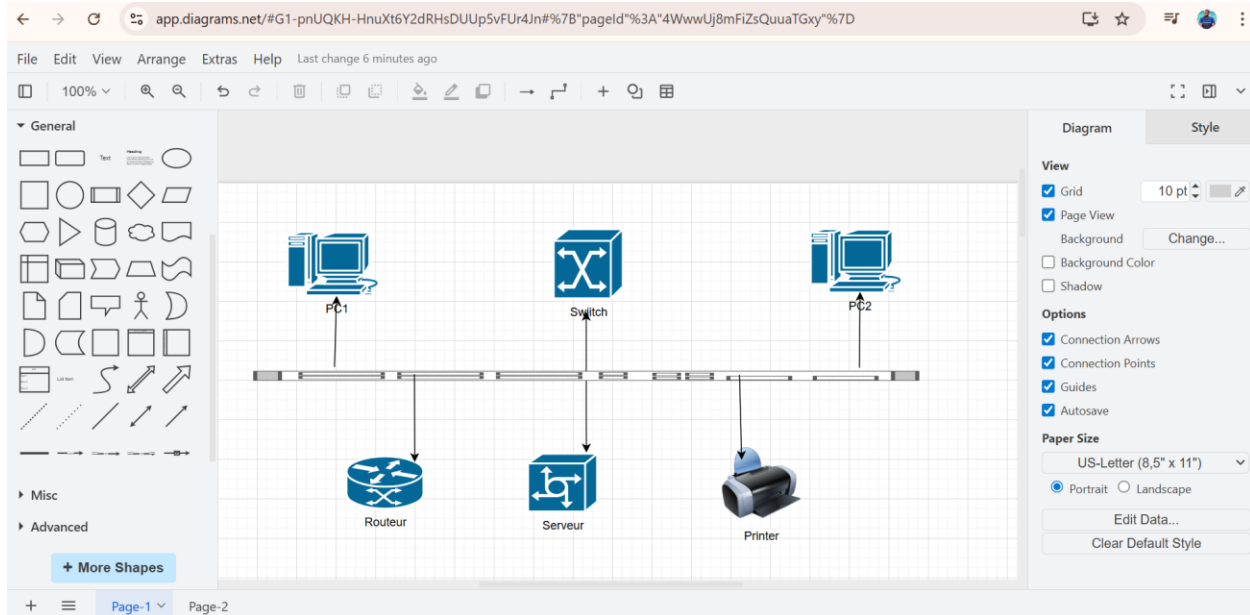 app.diagrams.net/#G1-pnUQKH-HnuXt6Y2dRHsDUUp5vFUr4Jn#%7B"pageId"%3A"4WwwUj8mFiZsQuuaTGxy"%7D
File Edit View Arrange Extras Help Last change 6 minutes ago
100%
General
Text
Heading
List Item
Misc
Advanced
+ More Shapes
PC1
Switch
PC2
Routeur
Serveur
Printer
Diagram Style
View
Grid 10 pt
Page View
Background Change...
Background Color
Shadow
Options
Connection Arrows
Connection Points
Guides
Autosave
Paper Size
US-Letter (8,5" x 11")
Portrait Landscape
Edit Data...
Clear Default Style
Page-1 Page-2